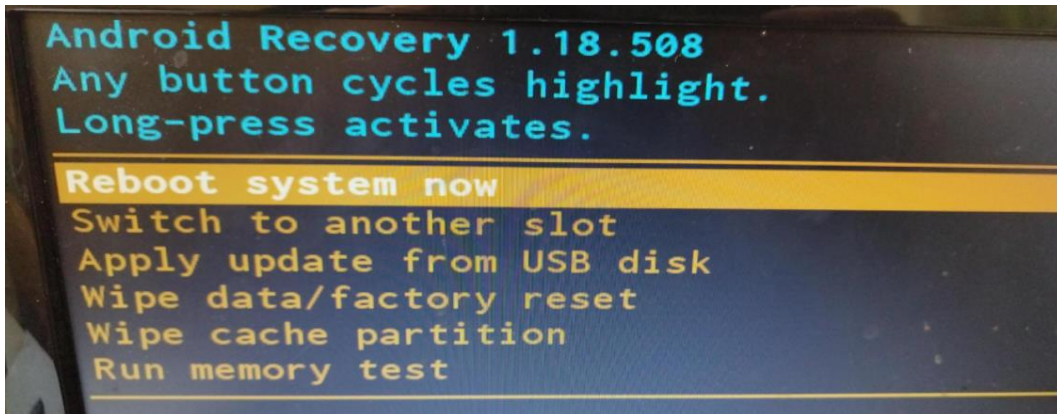 Android Recovery 1.18.508
Any button cycles highlight.
Long-press activates.
Reboot system now
Switch to another slot
Apply update from USB disk
Wipe data/factory reset
Wipe cache partition
Run memory test